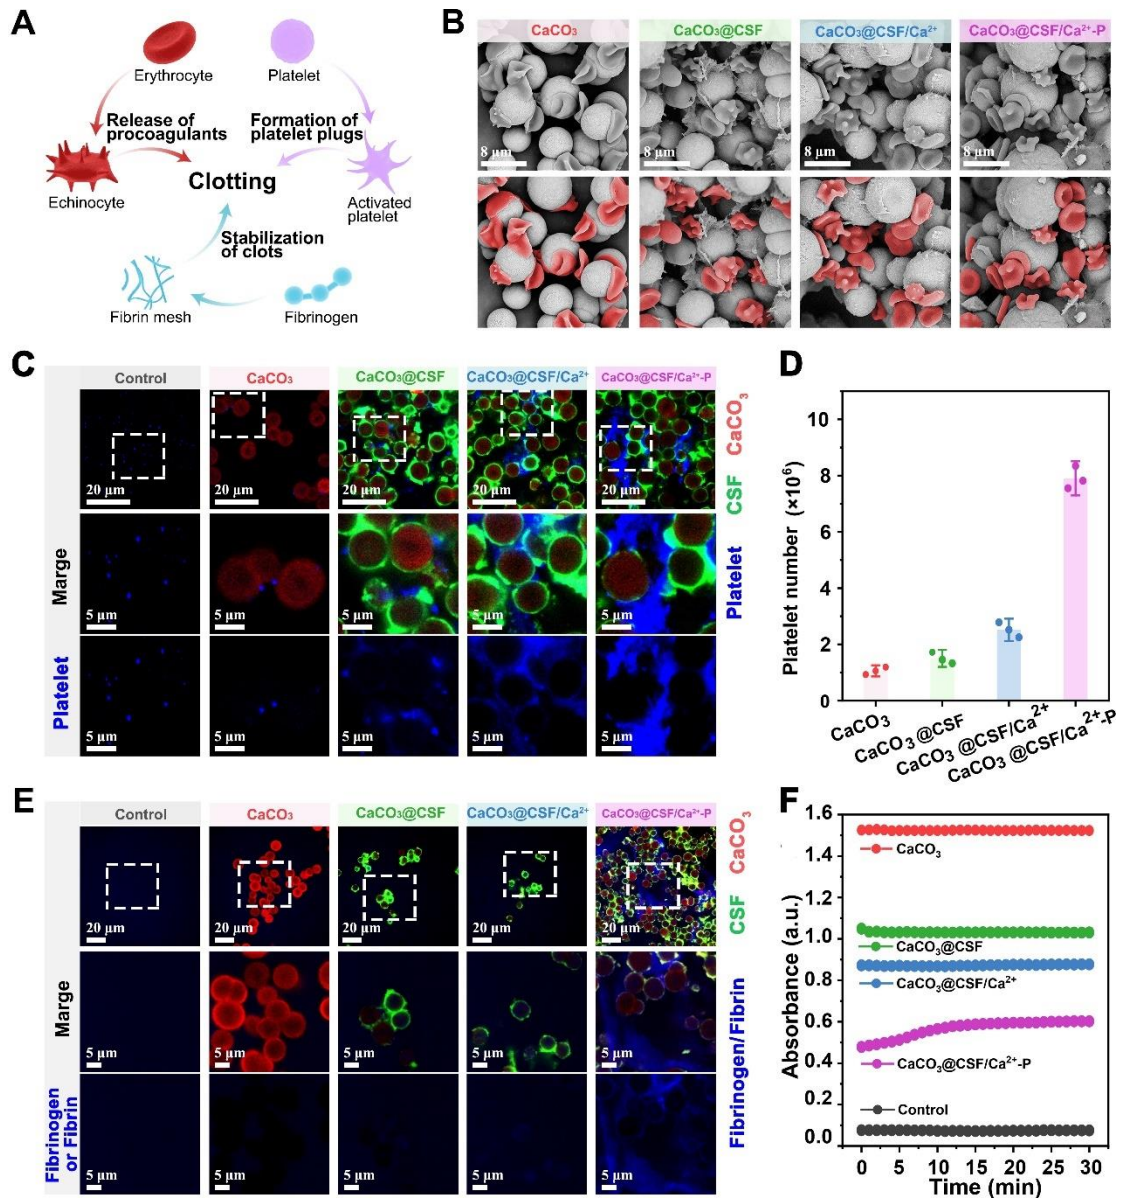 A
Erythrocyte
Platelet
Release of
procoagulants
Formation of
platelet plugs
Clotting
Echinocyte
Activated
platelet
Stabilization
of clots
Fibrin mesh
Fibrinogen
B
CaCO₃ CaCO₃@CSF CaCO₃@CSF/Ca²⁺ CaCO₃@CSF/Ca²⁺-P
8 μm 8 μm 8 μm 8 μm
C
Control CaCO₃ CaCO₃@CSF CaCO₃@CSF/Ca²⁺ CaCO₃@CSF/Ca²⁺-P
Marge
20 μm 20 μm 20 μm 20 μm 20 μm
5 μm 5 μm 5 μm 5 μm 5 μm
Platelet
5 μm 5 μm 5 μm 5 μm 5 μm
Platelet CSF CaCO₃
D
Platelet number (×10⁶)
10
8
6
4
2
0
CaCO₃
CaCO₃ @CSF
CaCO₃ @CSF/Ca²⁺
CaCO₃ @CSF/Ca²⁺-P
E
Control CaCO₃ CaCO₃@CSF CaCO₃@CSF/Ca²⁺ CaCO₃@CSF/Ca²⁺-P
Marge
20 μm 20 μm 20 μm 20 μm 20 μm
5 μm 5 μm 5 μm 5 μm 5 μm
Fibrinogen
or Fibrin
5 μm 5 μm 5 μm 5 μm 5 μm
Fibrinogen/Fibrin CSF CaCO₃
F
Absorbance (a.u.)
1.6
1.4
1.0
0.8
0.6
0.4
0.2
0.0
CaCO₃
CaCO₃@CSF
CaCO₃@CSF/Ca²⁺
CaCO₃@CSF/Ca²⁺-P
Control
0 5 10 15 20 25 30
Time (min)